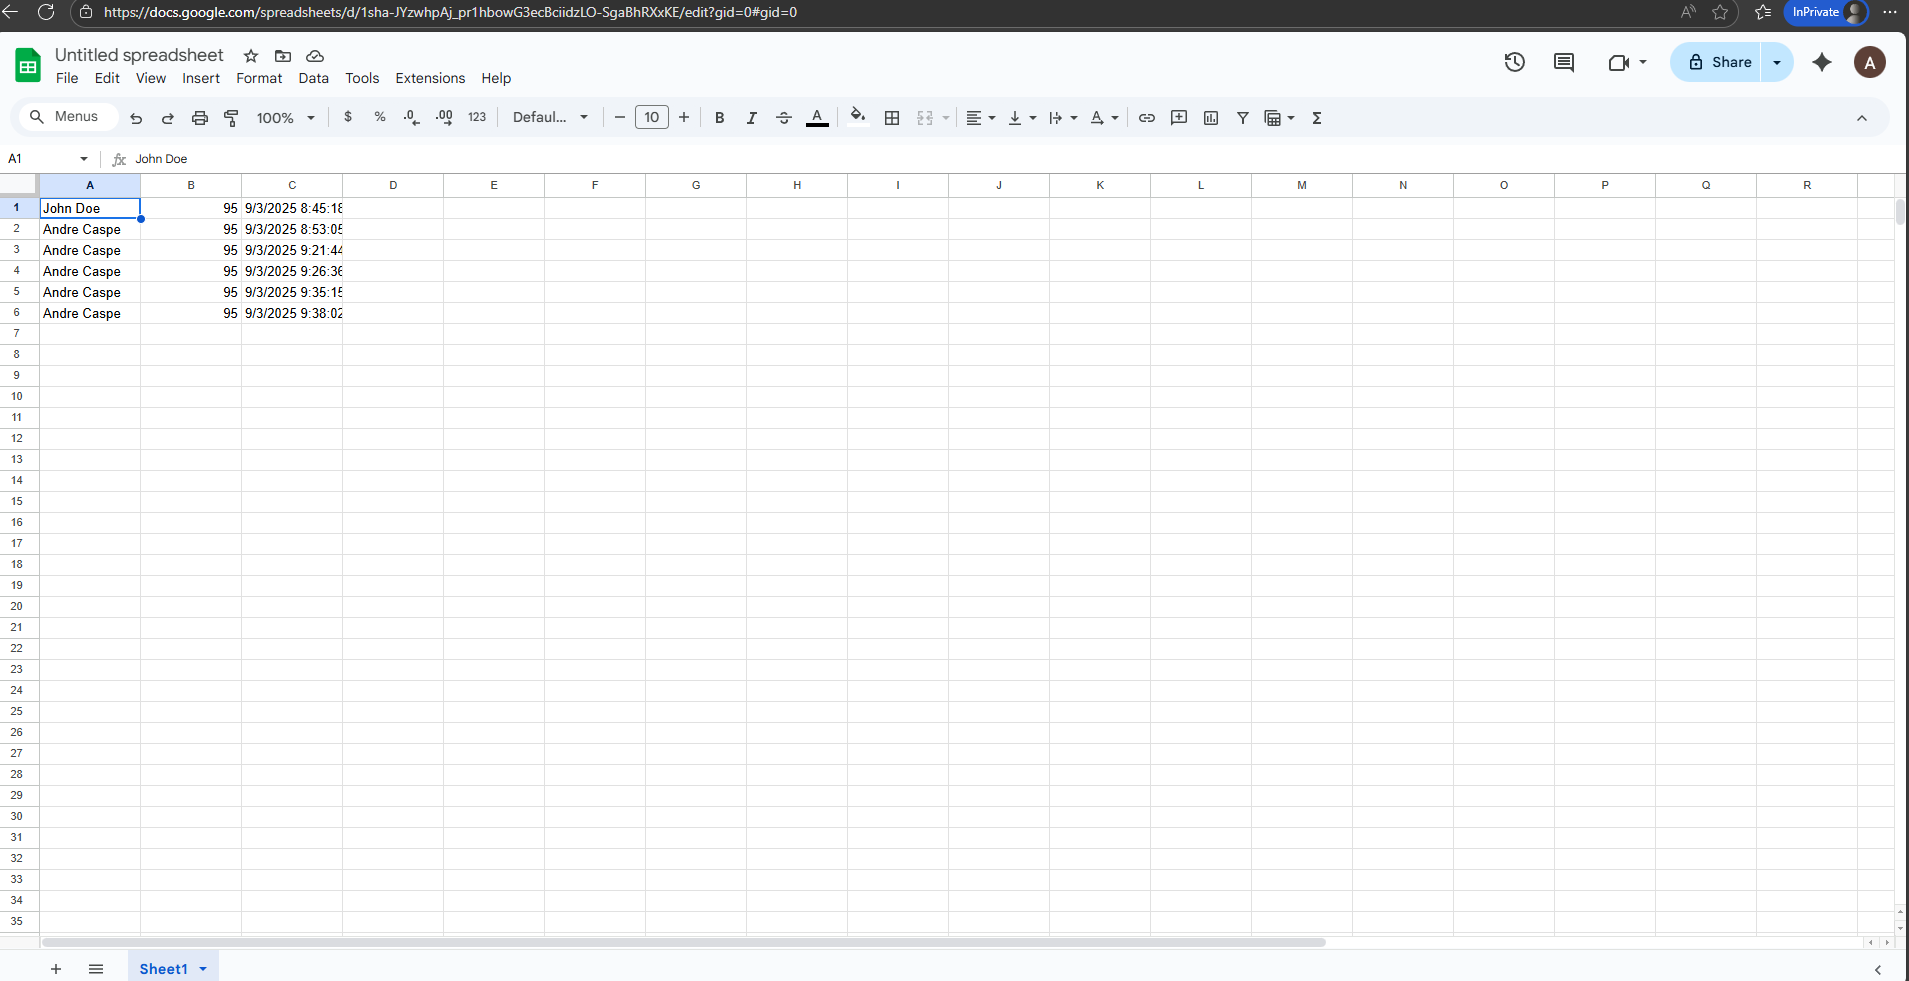 https://docs.google.com/spreadsheets/d/1sha-JYzwhpAj_pr1hbowG3ecBciidzLO-SgaBhRXxKE/edit?gid=0#gid=0 InPrivate
Untitled spreadsheet
File Edit View Insert Format Data Tools Extensions Help
Share A
Menus 100% $ % .0 .00 123 Defaul... 10 B I S A Σ
A1 fx John Doe
A B C D E F G H I J K L M N O P Q R
1 John Doe 95 9/3/2025 8:45:18
2 Andre Caspe 95 9/3/2025 8:53:05
3 Andre Caspe 95 9/3/2025 9:21:44
4 Andre Caspe 95 9/3/2025 9:26:36
5 Andre Caspe 95 9/3/2025 9:35:15
6 Andre Caspe 95 9/3/2025 9:38:02
7
8
9
10
11
12
13
14
15
16
17
18
19
20
21
22
23
24
25
26
27
28
29
30
31
32
33
34
35
Sheet1